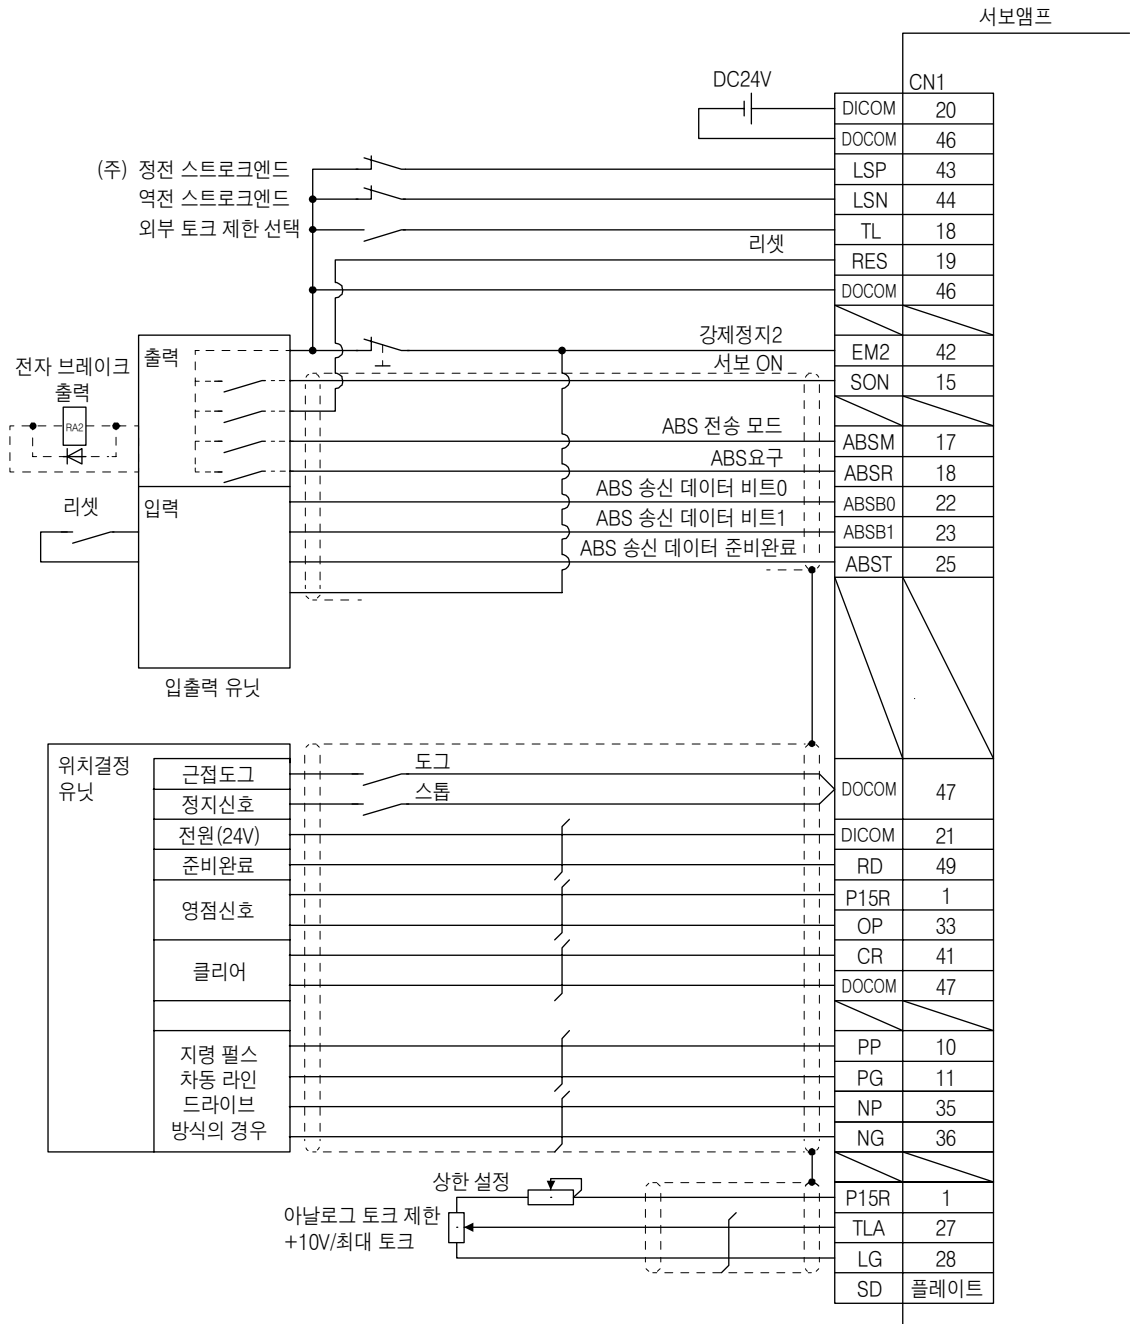 서보앰프
DC24V
CN1
DICOM 20
DOCOM 46
(주) 정전 스트로크엔드 LSP 43
역전 스트로크엔드 LSN 44
외부 토크 제한 선택 TL 18
리셋 RES 19
DOCOM 46
출력 강제정지2 EM2 42
서보 ON SON 15
전자 브레이크
출력
RA2
ABS 전송 모드 ABSM 17
ABS요구 ABSR 18
리셋 입력 ABS 송신 데이터 비트0 ABSB0 22
ABS 송신 데이터 비트1 ABSB1 23
ABS 송신 데이터 준비완료 ABST 25
입출력 유닛
위치결정
유닛
근접도그 도그
정지신호 스톱
DOCOM 47
전원(24V) DICOM 21
준비완료 RD 49
영점신호 P15R 1
OP 33
클리어 CR 41
DOCOM 47
지령 펄스
차동 라인
드라이브
방식의 경우
PP 10
PG 11
NP 35
NG 36
상한 설정 P15R 1
아날로그 토크 제한
+10V/최대 토크
TLA 27
LG 28
SD 플레이트